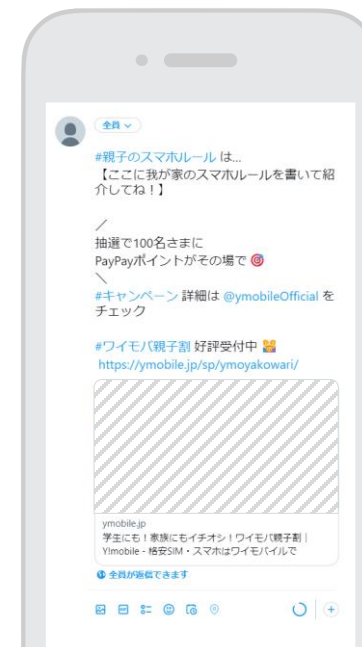 全員
#親子のスマホルール は...
【ここに我が家のスマホルールを書いて紹
介してね！】
／
抽選で100名さまに
PayPayポイントがその場で🎯
＼
#キャンペーン 詳細は @ymobileOfficial を
チェック
#ワイモバ親子割 好評受付中
https://ymobile.jp/sp/ymoyakowari/
ymobile.jp
学生にも！家族にもイチオシ！ワイモバ親子割｜
Y!mobile - 格安SIM・スマホはワイモバイルで
全員が返信できます